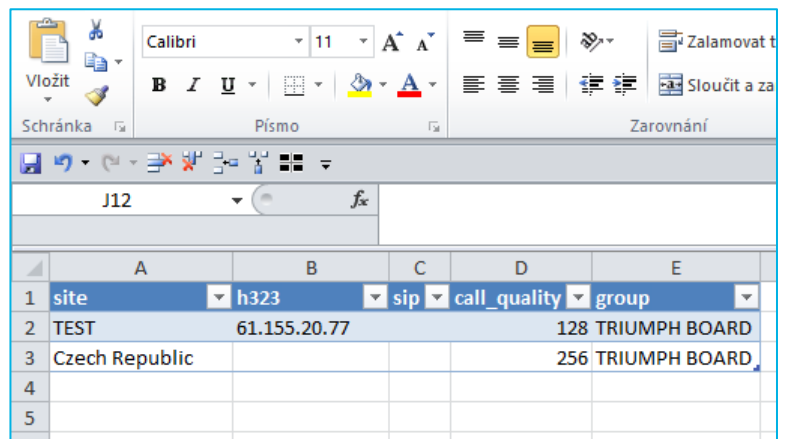 Calibri 11 A A Zalamovat t
Vložit B I U A Sloučit a za
Schránka Písmo Zarovnání
J12 fx
A B C D E
1 site h323 sip call_quality group
2 TEST 61.155.20.77 128 TRIUMPH BOARD
3 Czech Republic 256 TRIUMPH BOARD
4
5